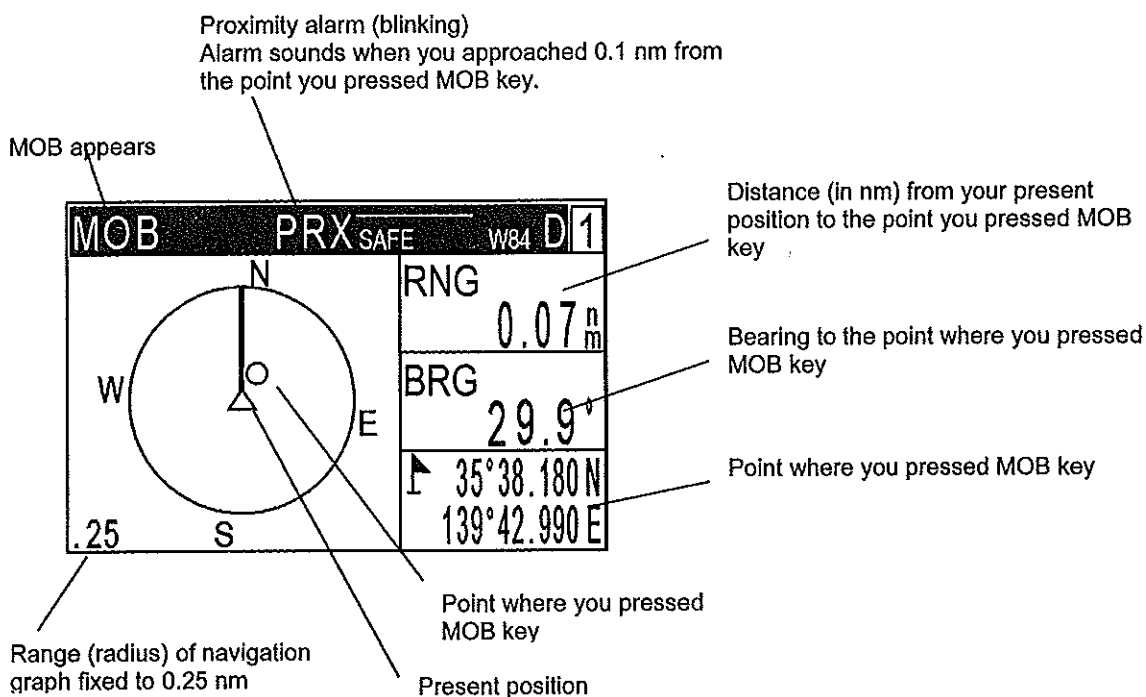 Proximity alarm (blinking)
Alarm sounds when you approached 0.1 nm from
the point you pressed MOB key.
MOB appears
MOB PRX SAFE W84 D 1
N
W
E
S
.25
RNG
0.07 nm
BRG
29.9°
35°38.180 N
139°42.990 E
Distance (in nm) from your present
position to the point you pressed MOB
key
Bearing to the point where you pressed
MOB key
Point where you pressed MOB key
Point where you pressed
MOB key
Range (radius) of navigation
graph fixed to 0.25 nm
Present position